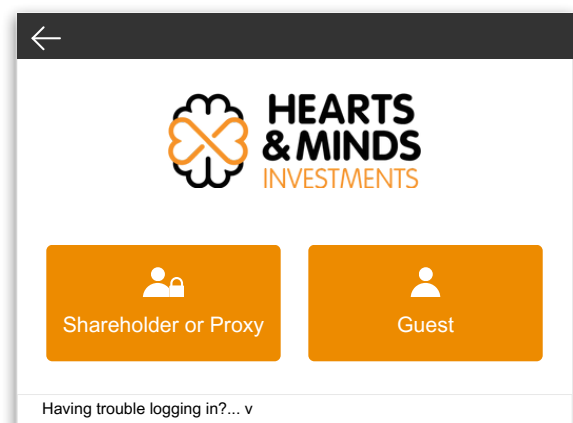 HEARTS
& MINDS
INVESTMENTS
Shareholder or Proxy
Guest
Having trouble logging in?... v